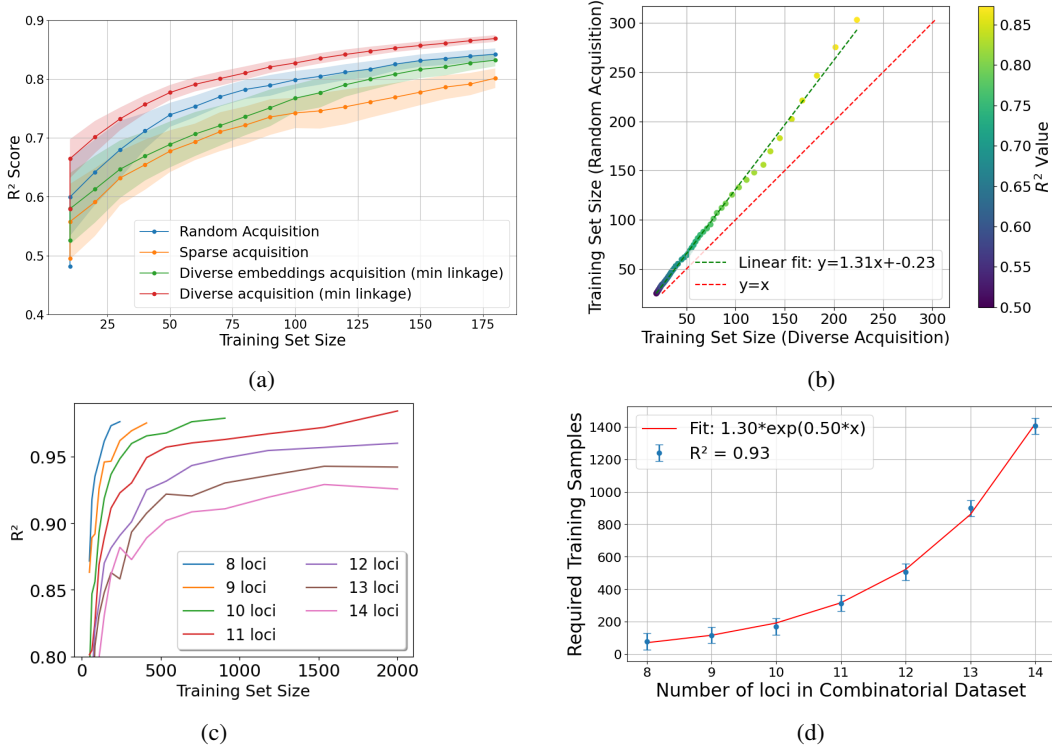 0.9
0.8
0.7
0.6
0.5
0.4
R² Score
Random Acquisition
Sparse acquisition
Diverse embeddings acquisition (min linkage)
Diverse acquisition (min linkage)
25 50 75 100 125 150 175
Training Set Size
(a)
300
250
200
150
100
50
Training Set Size (Random Acquisition)
Linear fit: y=1.31x+-0.23
y=x
50 100 150 200 250 300
Training Set Size (Diverse Acquisition)
0.85
0.80
0.75
0.70
0.65
0.60
0.55
0.50
R² Value
(b)
0.95
0.90
0.85
0.80
R²
8 loci
9 loci
10 loci
11 loci
12 loci
13 loci
14 loci
0 500 1000 1500 2000
Training Set Size
(c)
1400
1200
1000
800
600
400
200
0
Required Training Samples
Fit: 1.30*exp(0.50*x)
R² = 0.93
8 9 10 11 12 13 14
Number of loci in Combinatorial Dataset
(d)